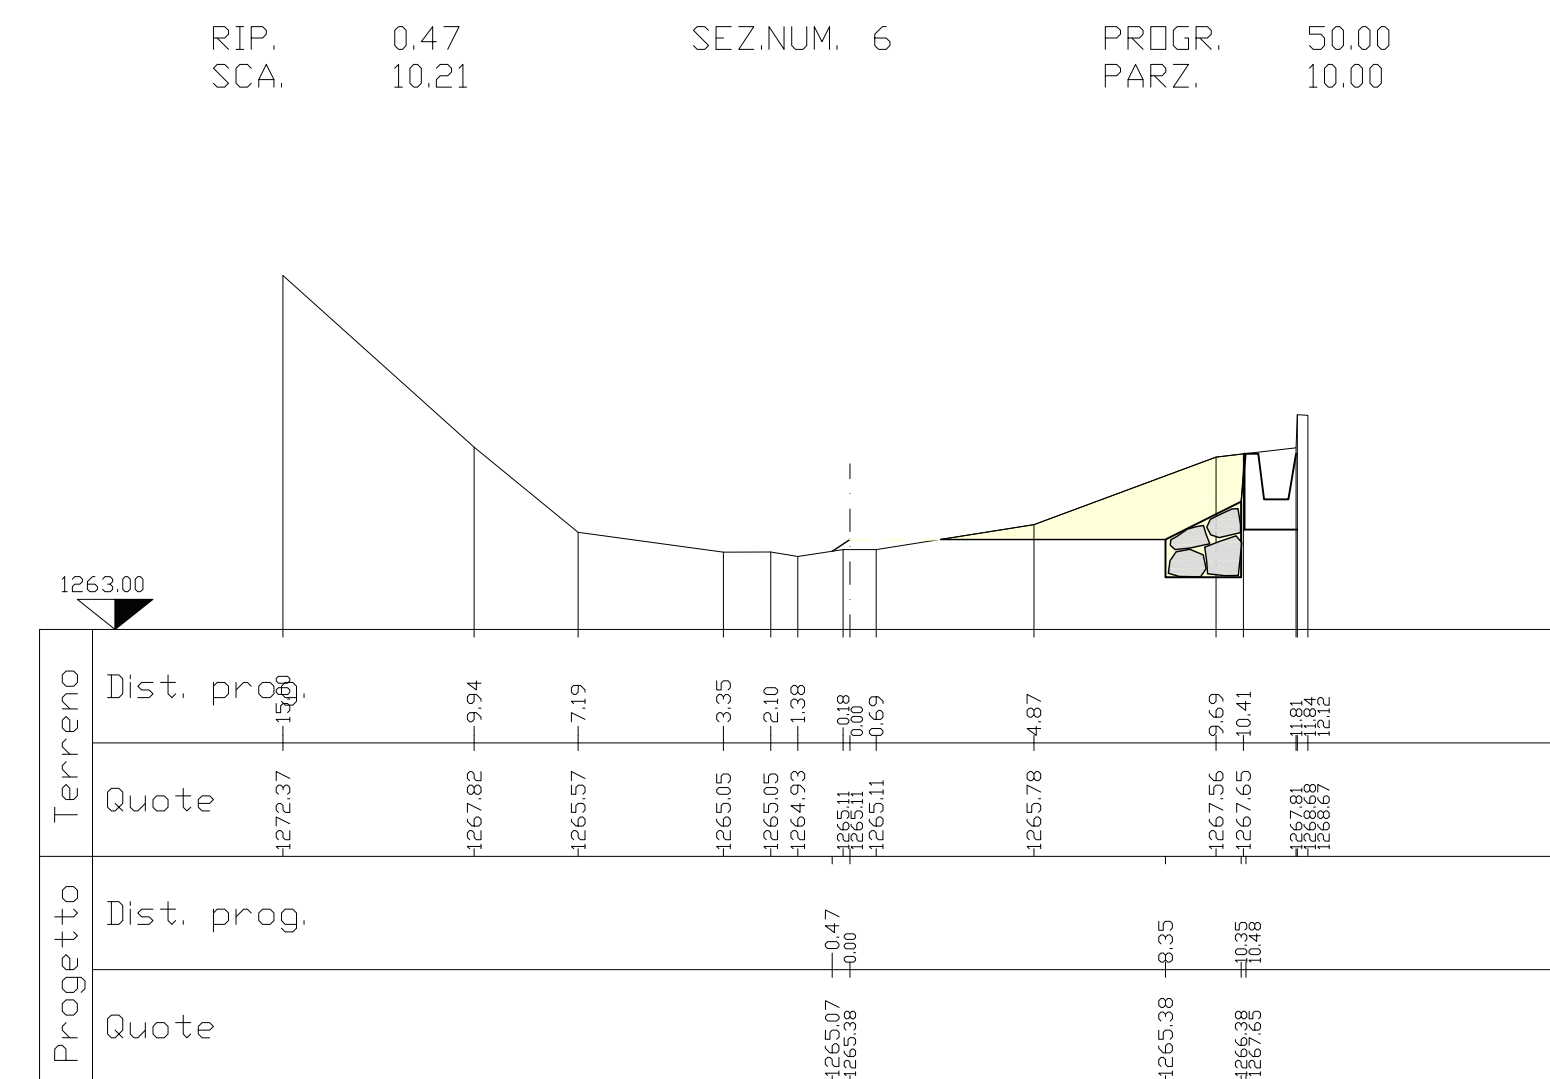 RIP. 0.47 SEZ.NUM. 6 PROGR. 50.00
SCA. 10.21 PARZ. 10.00
1263.00
Terreno
Dist. prog.
-9.94 -7.19 -3.35 -2.10 -1.38 -0.18 0.00 0.69 4.87 9.69 10.41 11.81 11.84 12.12
Quote
1272.37 1267.82 1265.57 1265.05 1265.05 1264.93 1265.11 1265.11 1265.11 1265.78 1267.56 1267.65 1267.81 1268.68 1268.67
Progetto
Dist. prog.
-0.47 0.00 8.35 10.35 10.48
Quote
1265.07 1265.38 1265.38 1266.38 1267.65